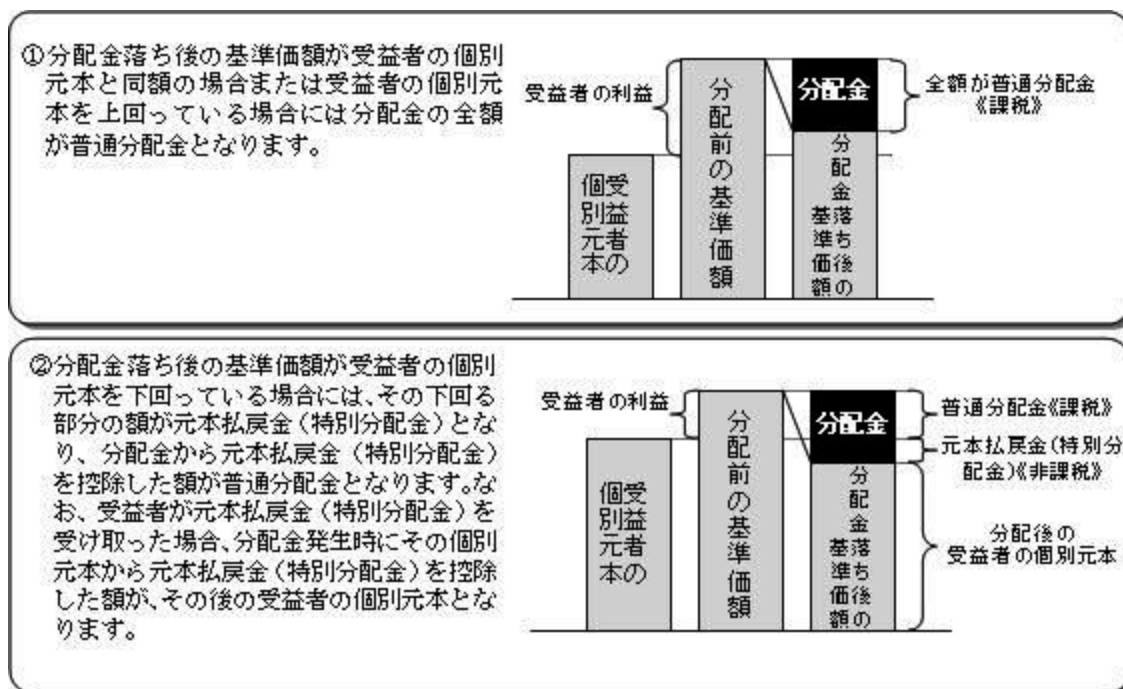 ①分配金落ち後の基準価額が受益者の個別
元本と同額の場合または受益者の個別元
本を上回っている場合には分配金の全額
が普通分配金となります。
受益者の利益
受益者の
個別元本
分配前の基準価額
分配金
分配金落ち後の
基準価額
全額が普通分配金
《課税》
②分配金落ち後の基準価額が受益者の個別
元本を下回っている場合には、その下回る
部分の額が元本払戻金(特別分配金)とな
り、分配金から元本払戻金(特別分配金)
を控除した額が普通分配金となります。な
お、受益者が元本払戻金(特別分配金)を
受け取った場合、分配金発生時にその個別
元本から元本払戻金(特別分配金)を控除
した額が、その後の受益者の個別元本とな
ります。
受益者の利益
受益者の
個別元本
分配前の基準価額
分配金
分配金落ち後の
基準価額
普通分配金《課税》
元本払戻金(特別分
配金)《非課税》
分配後の
受益者の個別元本